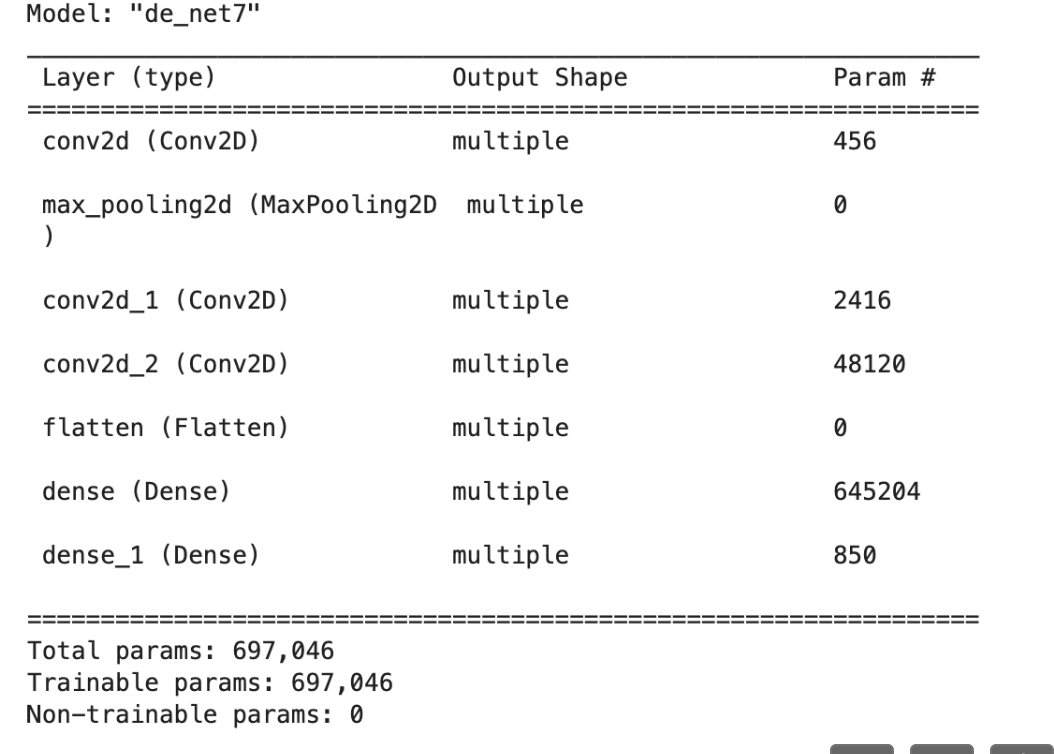 Model: "de_net7"
Layer (type) Output Shape Param #
conv2d (Conv2D) multiple 456
max_pooling2d (MaxPooling2D multiple 0
)
conv2d_1 (Conv2D) multiple 2416
conv2d_2 (Conv2D) multiple 48120
flatten (Flatten) multiple 0
dense (Dense) multiple 645204
dense_1 (Dense) multiple 850
Total params: 697,046
Trainable params: 697,046
Non-trainable params: 0